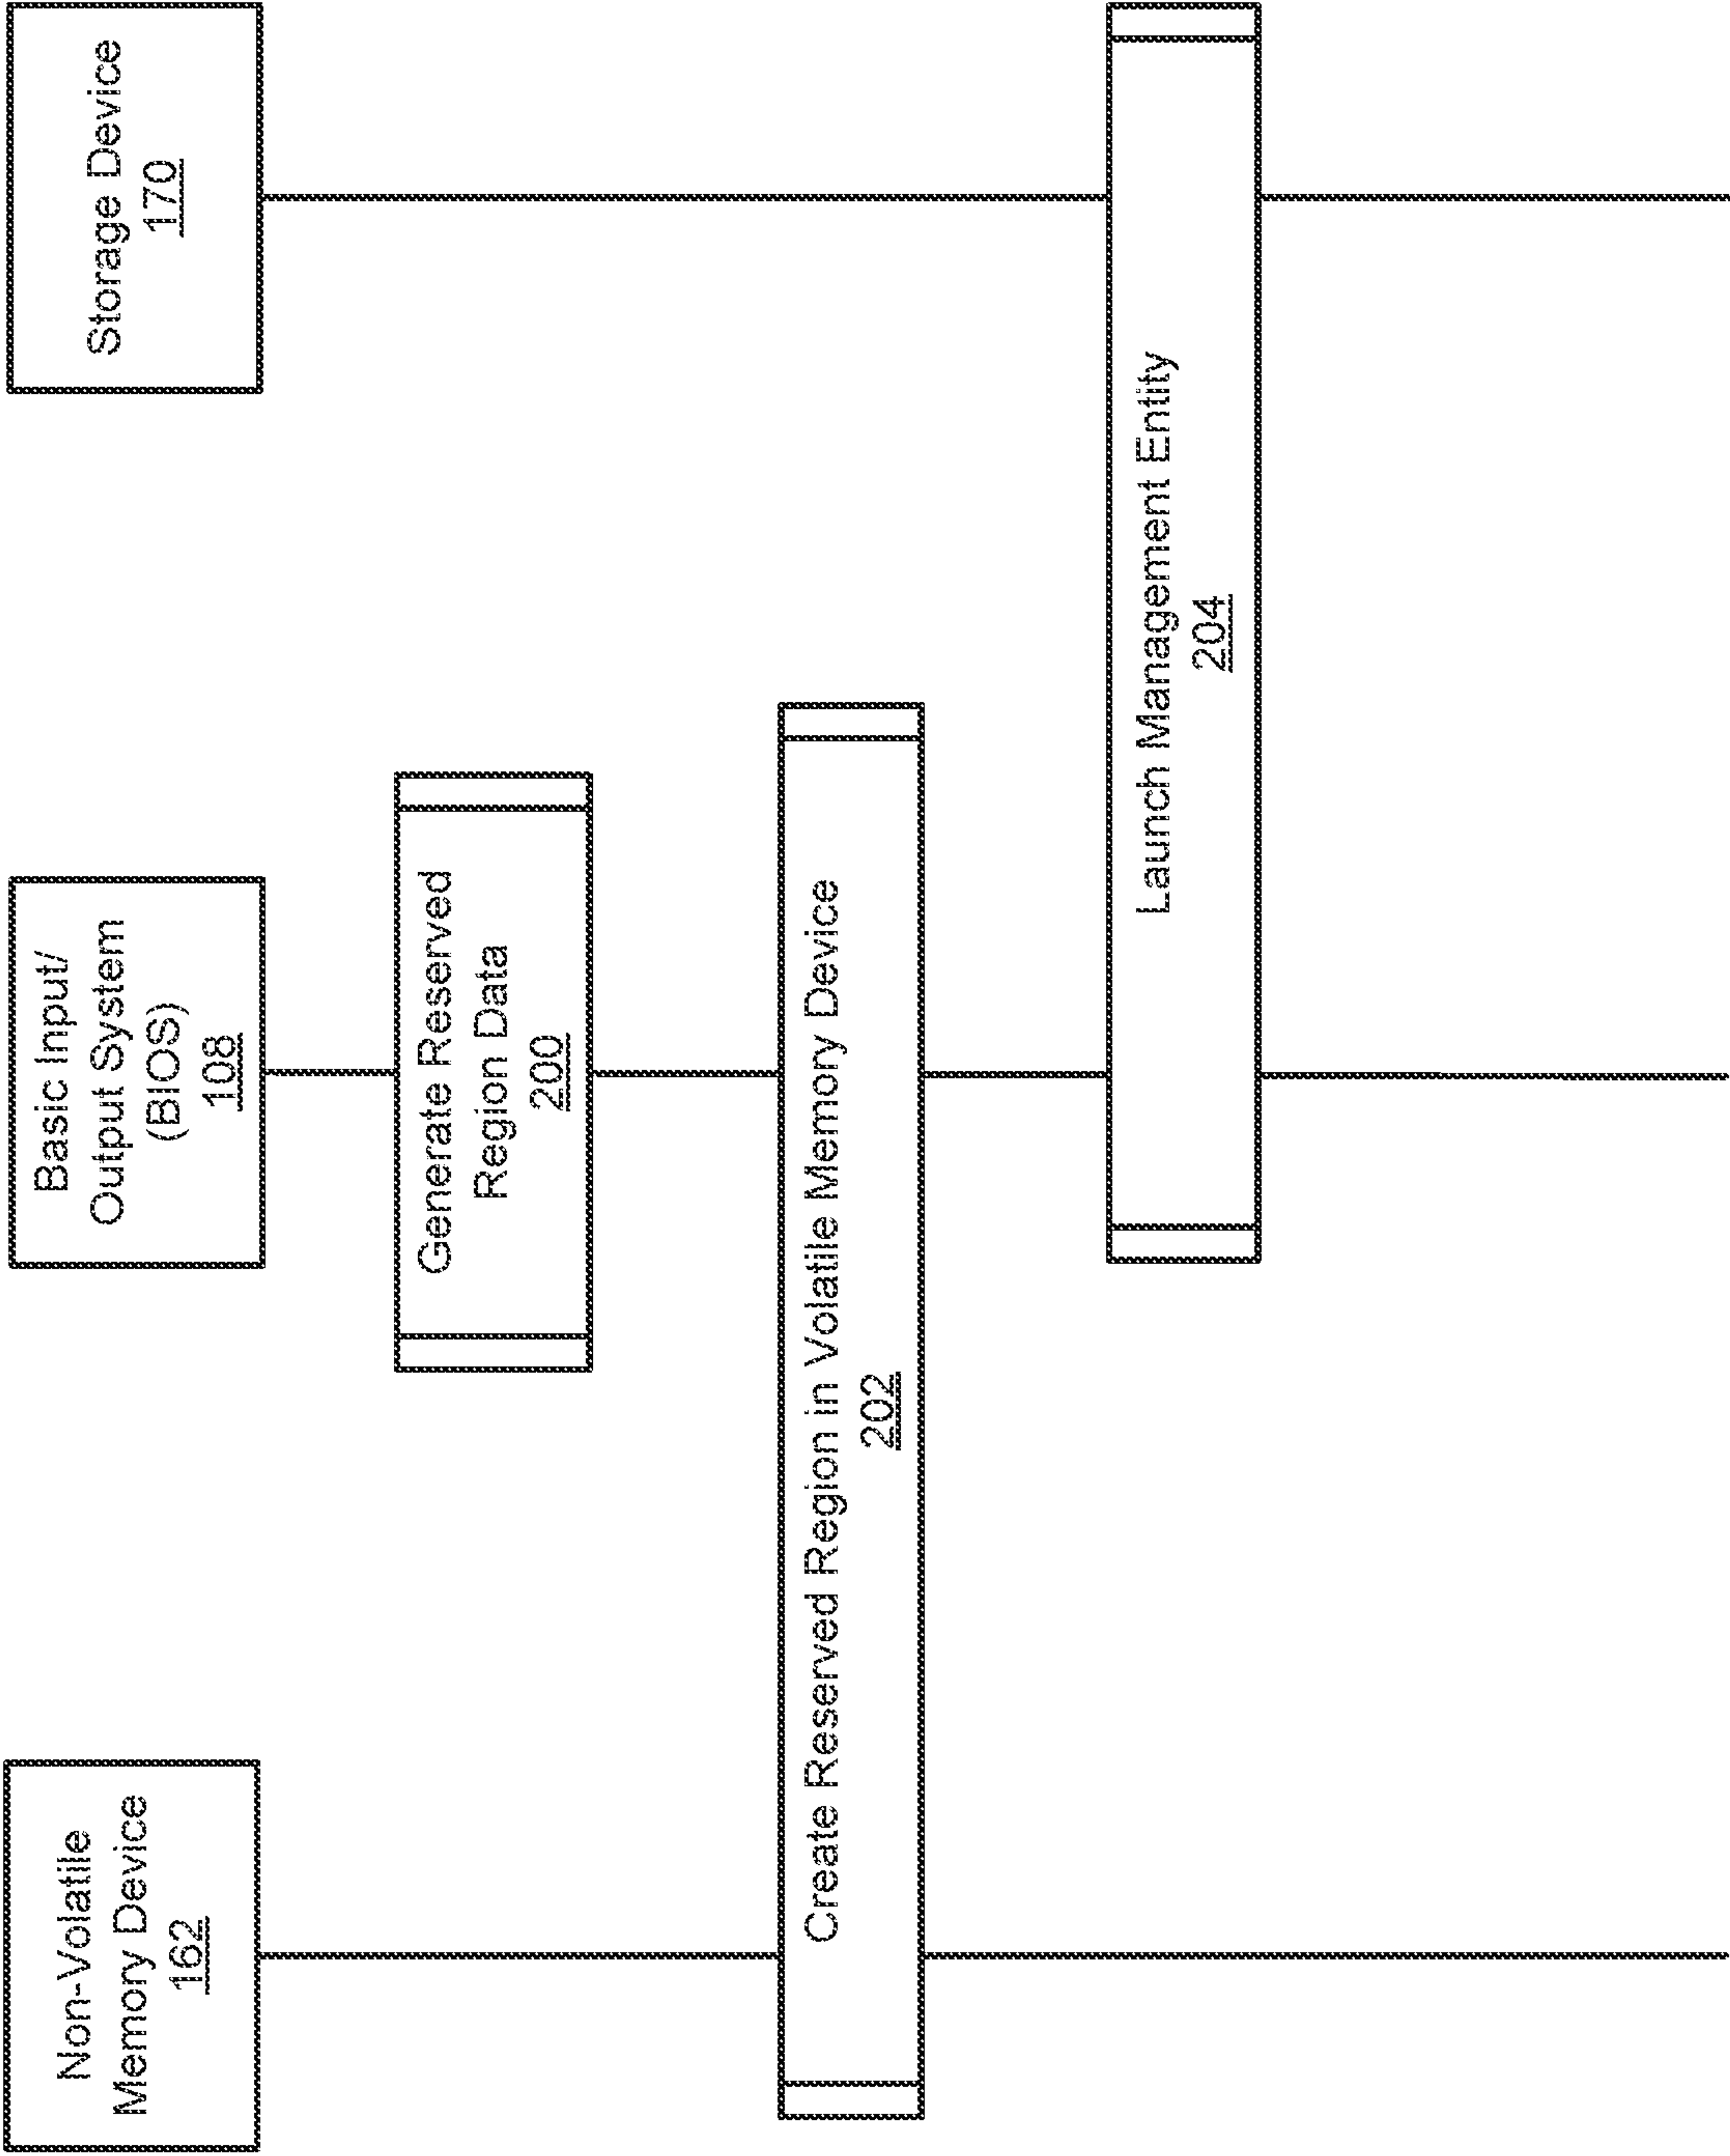 Non-Volatile
Memory Device
162
Basic Input/
Output System
(BIOS)
108
Storage Device
170
Generate Reserved
Region Data
200
Create Reserved Region in Volatile Memory Device
202
Launch Management Entity
204